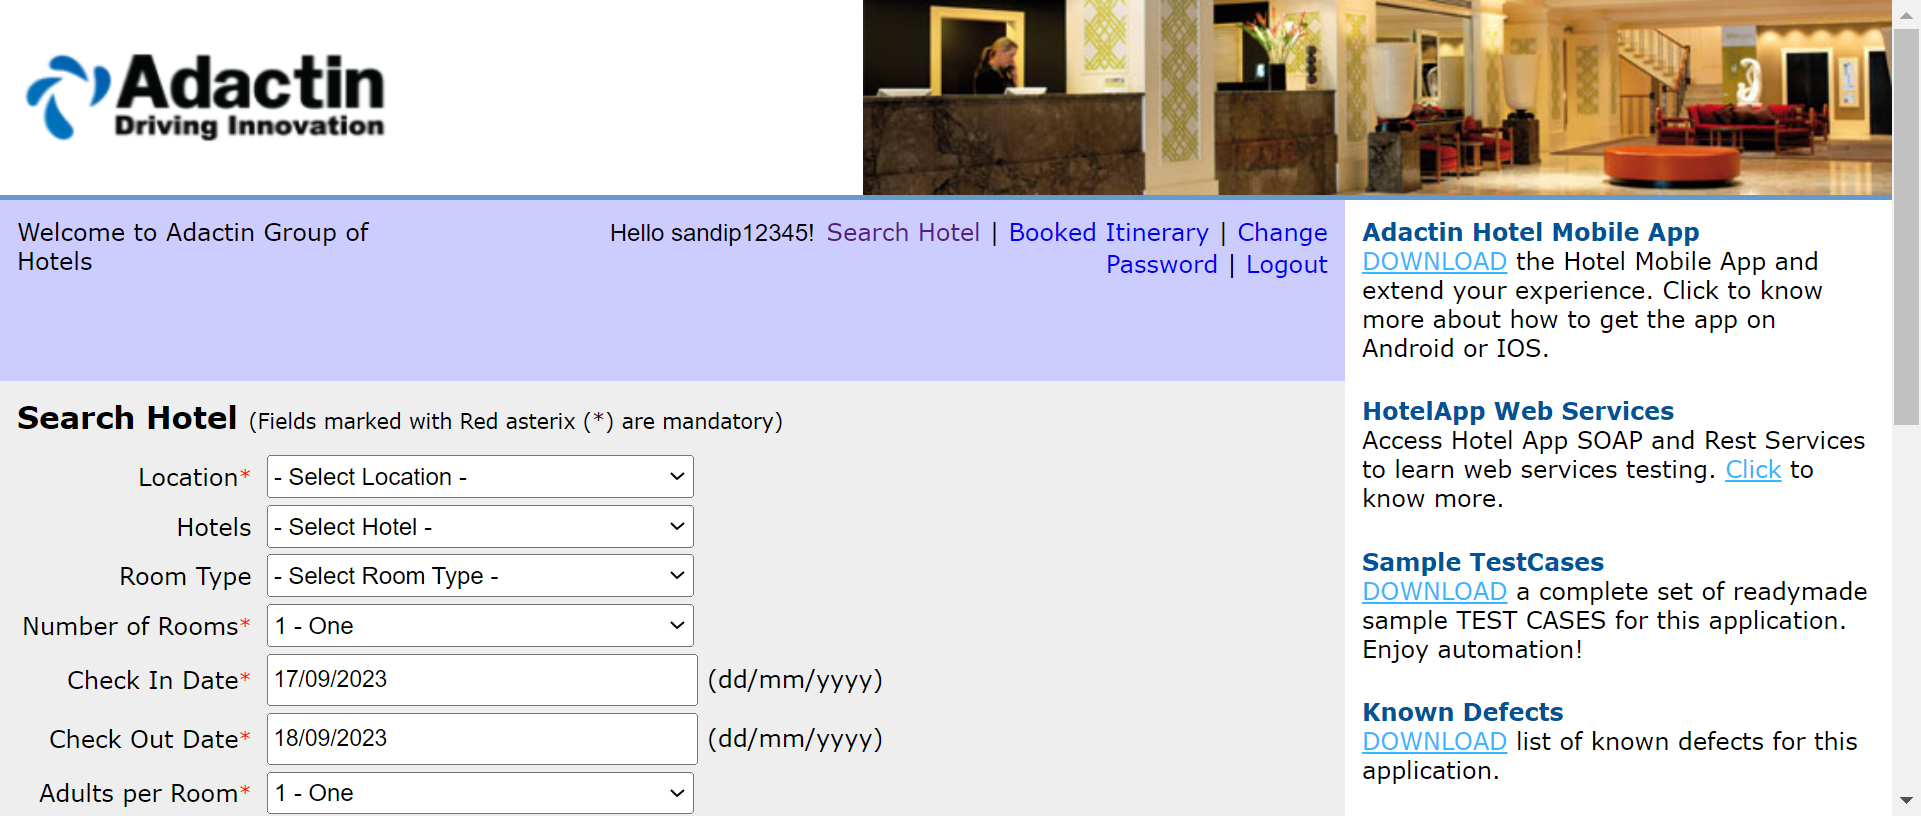 Adactin
Driving Innovation
Welcome to Adactin Group of
Hotels
Hello sandip12345! Search Hotel | Booked Itinerary | Change
Password | Logout
Search Hotel (Fields marked with Red asterix (*) are mandatory)
Location* - Select Location -
Hotels - Select Hotel -
Room Type - Select Room Type -
Number of Rooms* 1 - One
Check In Date* 17/09/2023 (dd/mm/yyyy)
Check Out Date* 18/09/2023 (dd/mm/yyyy)
Adults per Room* 1 - One
Adactin Hotel Mobile App
DOWNLOAD the Hotel Mobile App and
extend your experience. Click to know
more about how to get the app on
Android or IOS.
HotelApp Web Services
Access Hotel App SOAP and Rest Services
to learn web services testing. Click to
know more.
Sample TestCases
DOWNLOAD a complete set of readymade
sample TEST CASES for this application.
Enjoy automation!
Known Defects
DOWNLOAD list of known defects for this
application.